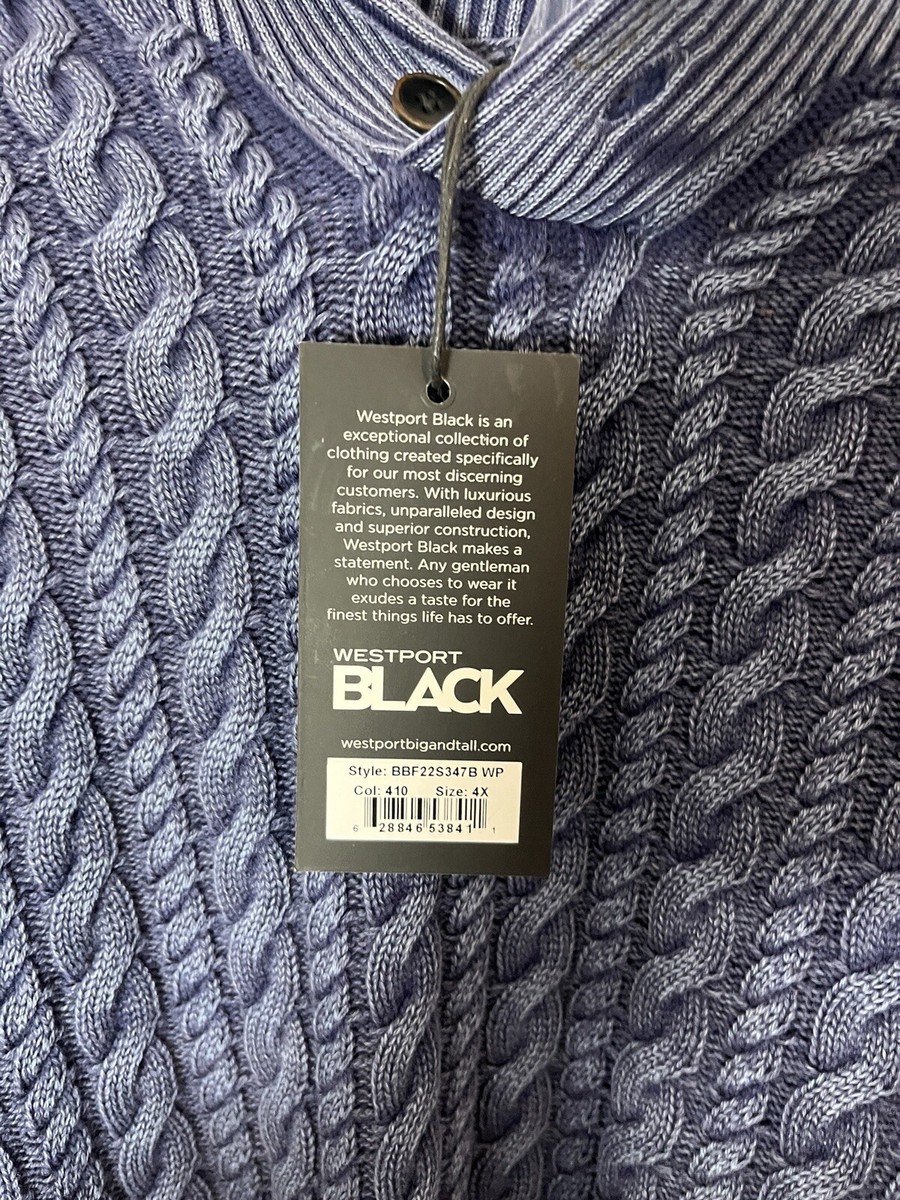 Westport Black is an
exceptional collection of
clothing created specifically
for our most discerning
customers. With luxurious
fabrics, unparalleled design
and superior construction,
Westport Black makes a
statement. Any gentleman
who chooses to wear it
exudes a taste for the
finest things life has to offer.
WESTPORT
BLACK
westportbigandtall.com
Style: BBF22S347B WP
Col: 410 Size: 4X
6 28846 53841 1